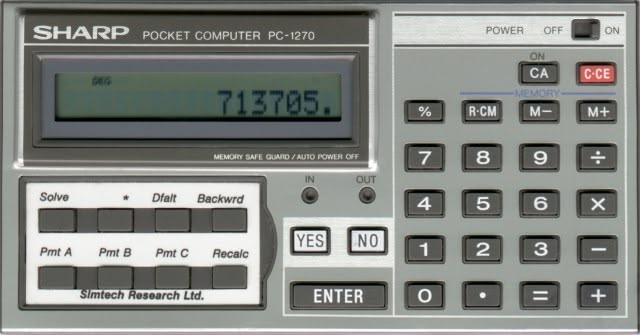 SHARP POCKET COMPUTER PC-1270
DEG
713705.
MEMORY SAFE GUARD / AUTO POWER OFF
POWER OFF ON
ON
CA C·CE
MEMORY
% R·CM M− M+
7 8 9 ÷
4 5 6 ×
1 2 3 −
0 · = +
IN OUT
YES NO
ENTER
Solve * Dfalt Backwrd
Pmt A Pmt B Pmt C Recalc
Simtech Research Ltd.